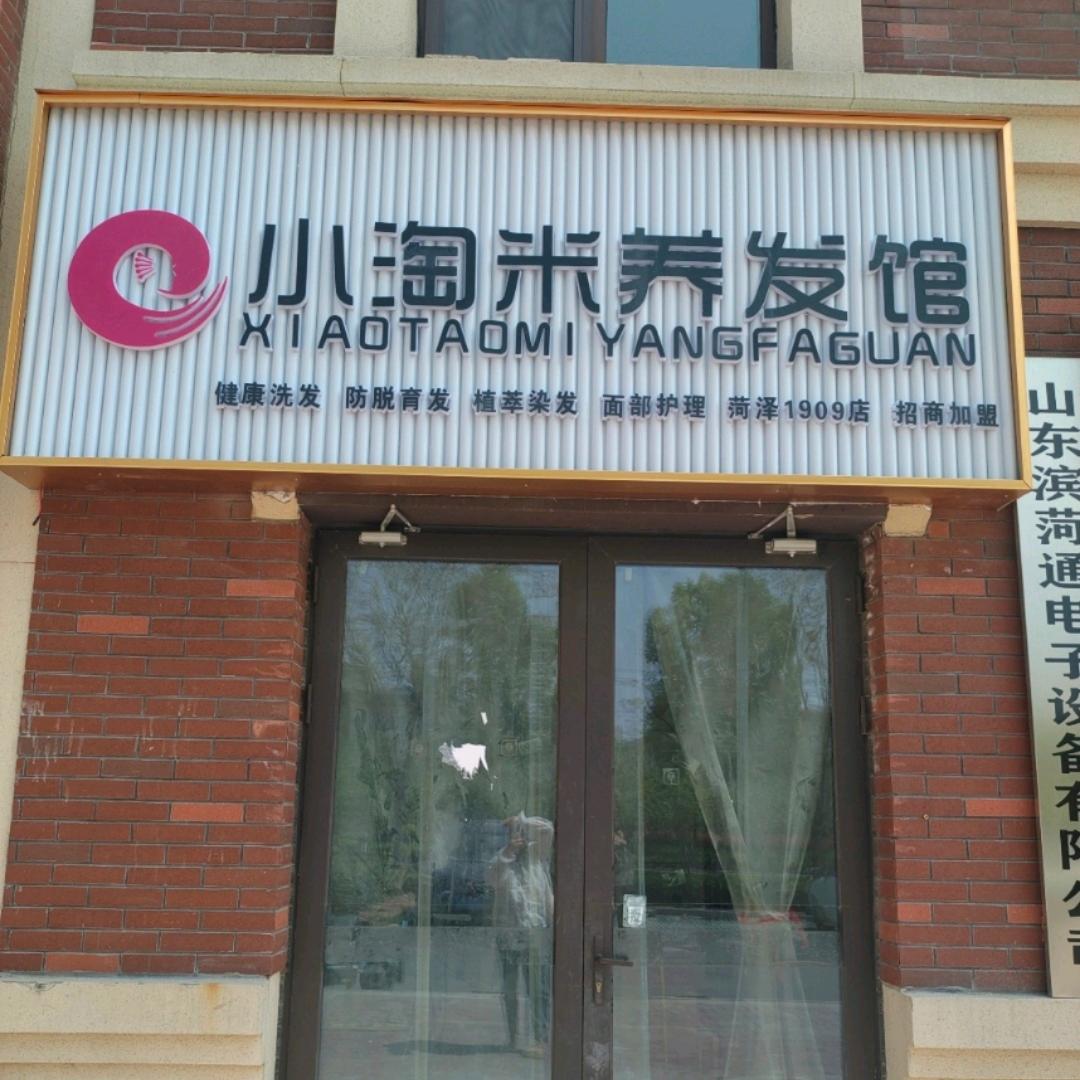 小淘米养发馆
XIAOTAOMI YANGFAGUAN
健康洗发 防脱育发 植萃染发 面部护理 菏泽1909店 招商加盟
山东滨菏通电子设备有限公司